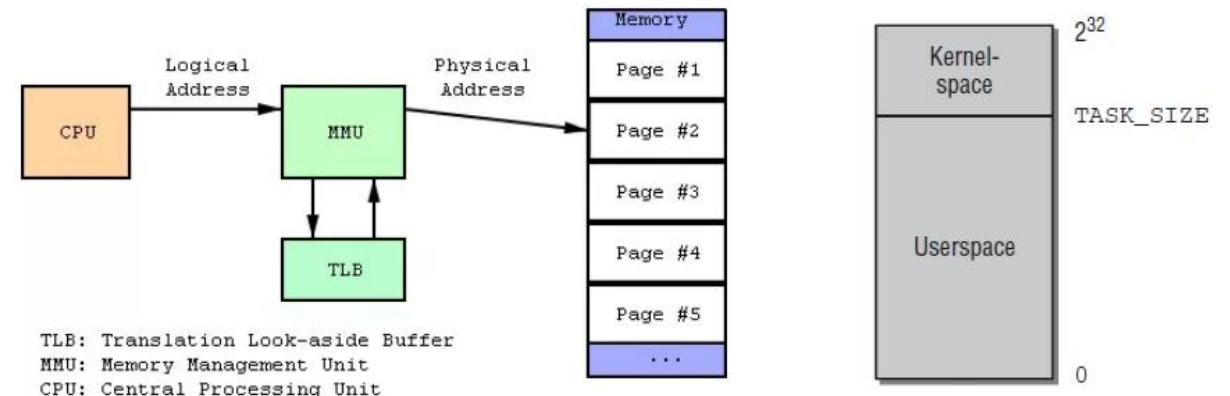 Memory
Logical
Address
Physical
Address
CPU
MMU
TLB
Page #1
Page #2
Page #3
Page #4
Page #5
...
TLB: Translation Look-aside Buffer
MMU: Memory Management Unit
CPU: Central Processing Unit
Kernel-
space
Userspace
2³²
TASK_SIZE
0